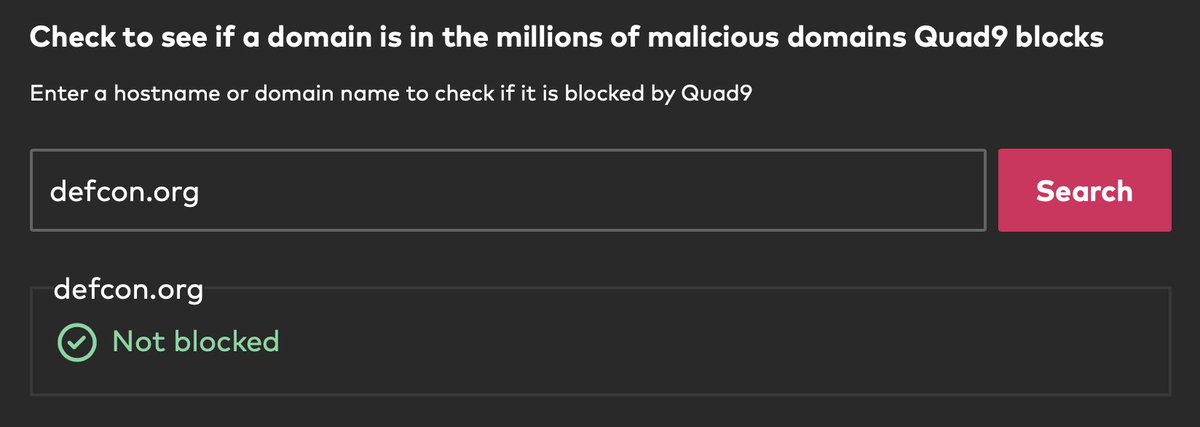 Check to see if a domain is in the millions of malicious domains Quad9 blocks
Enter a hostname or domain name to check if it is blocked by Quad9
defcon.org
Search
defcon.org
Not blocked